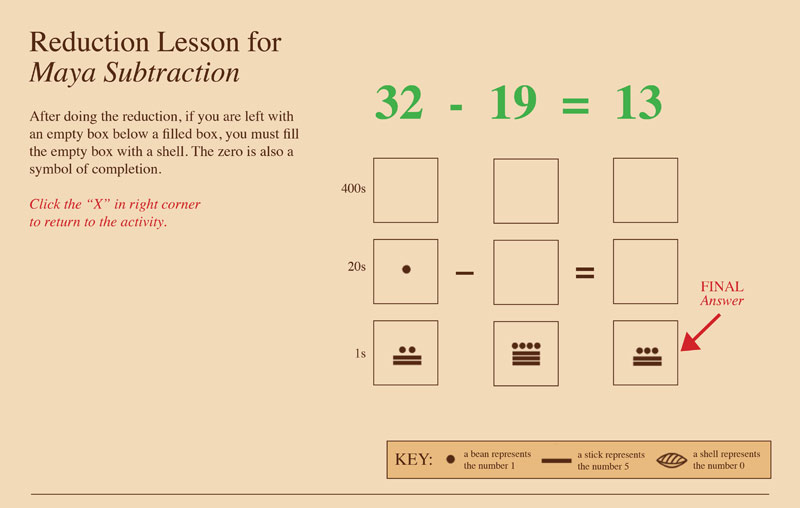 Reduction Lesson for
Maya Subtraction
After doing the reduction, if you are left with
an empty box below a filled box, you must fill
the empty box with a shell. The zero is also a
symbol of completion.
Click the “X” in right corner
to return to the activity.
32 - 19 = 13
400s
20s
– =
1s
FINAL
Answer
KEY:
a bean represents
the number 1
a stick represents
the number 5
a shell represents
the number 0